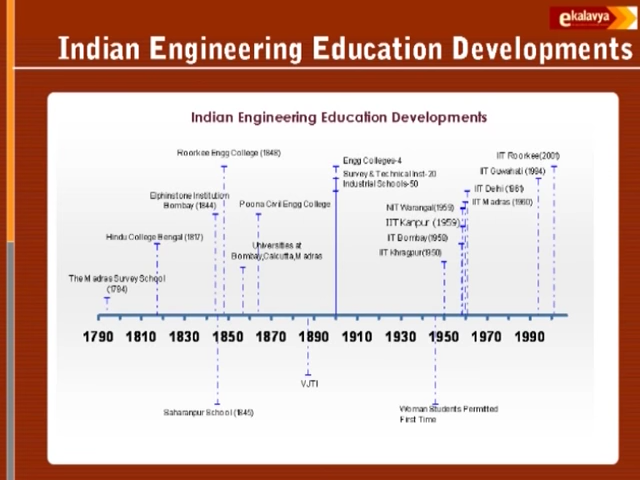 ekalavya
Indian Engineering Education Developments
Indian Engineering Education Developments
Roorkee Engg College (1848)
Engg Colleges-4
Survey & Technical Inst-20
Industrial Schools-50
IIT Roorkee(2001)
IIT Guwahati (1994)
IIT Delhi (1961)
IIT Madras (1960)
Elphinstone Institution
Bombay (1844)
Poona Civil Engg College
NIT Warangal(1959)
IIT Kanpur (1959)
IIT Bombay(1958)
IIT Khragpur(1950)
Hindu College Bengal (1817)
Universities at
Bombay,Calcutta,Madras
The Madras Survey School
(1794)
1790 1810 1830 1850 1870 1890 1910 1930 1950 1970 1990
VJTI
Saharanpur School (1845)
Woman Students Permitted
First Time